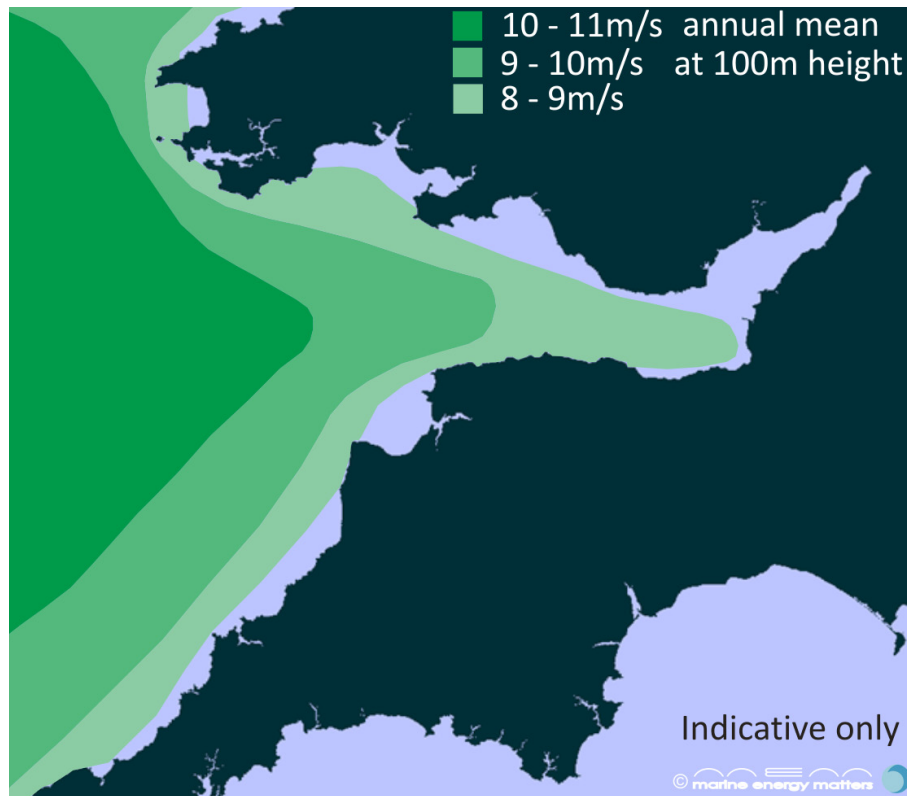 10 - 11m/s annual mean
9 - 10m/s at 100m height
8 - 9m/s
Indicative only
© marine energy matters